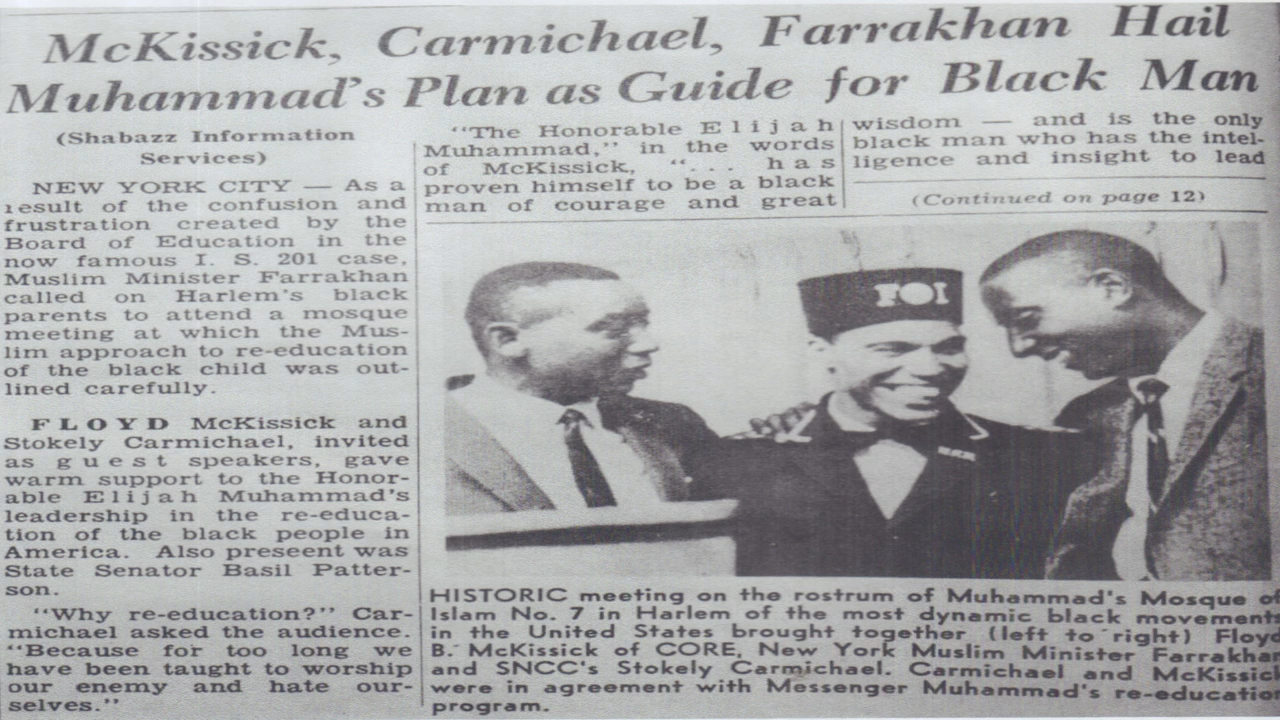 McKissick, Carmichael, Farrakhan Hail
Muhammad's Plan as Guide for Black Man
(Shabazz Information
Services)
NEW YORK CITY — As a
result of the confusion and
frustration created by the
Board of Education in the
now famous I. S. 201 case,
Muslim Minister Farrakhan
called on Harlem's black
parents to attend a mosque
meeting at which the Mus-
lim approach to re-education
of the black child was out-
lined carefully.
FLOYD McKissick and
Stokely Carmichael, invited
as guest speakers, gave
warm support to the Honor-
able Elijah Muhammad's
leadership in the re-educa-
tion of the black people in
America. Also preseent was
State Senator Basil Patter-
son.
"Why re-education?" Car-
michael asked the audience.
"Because for too long we
have been taught to worship
our enemy and hate our-
selves."
"The Honorable Elijah
Muhammad," in the words
of McKissick, ". . . has
proven himself to be a black
man of courage and great
wisdom — and is the only
black man who has the intel-
ligence and insight to lead
(Continued on page 12)
FOI
HISTORIC meeting on the rostrum of Muhammad's Mosque of
Islam No. 7 in Harlem of the most dynamic black movements
in the United States brought together (left to right) Floyd
B. McKissick of CORE, New York Muslim Minister Farrakhan
and SNCC's Stokely Carmichael. Carmichael and McKissick
were in agreement with Messenger Muhammad's re-education
program.